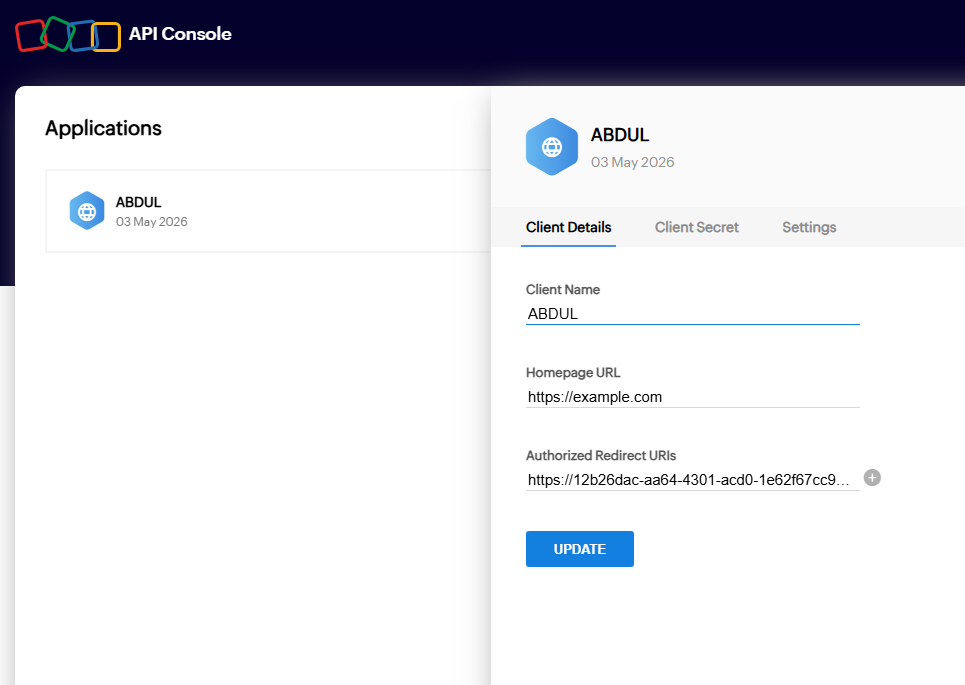 API Console
Applications
ABDUL
03 May 2026
ABDUL
03 May 2026
Client Details
Client Secret
Settings
Client Name
ABDUL
Homepage URL
https://example.com
Authorized Redirect URIs
https://12b26dac-aa64-4301-acd0-1e62f67cc9...
UPDATE